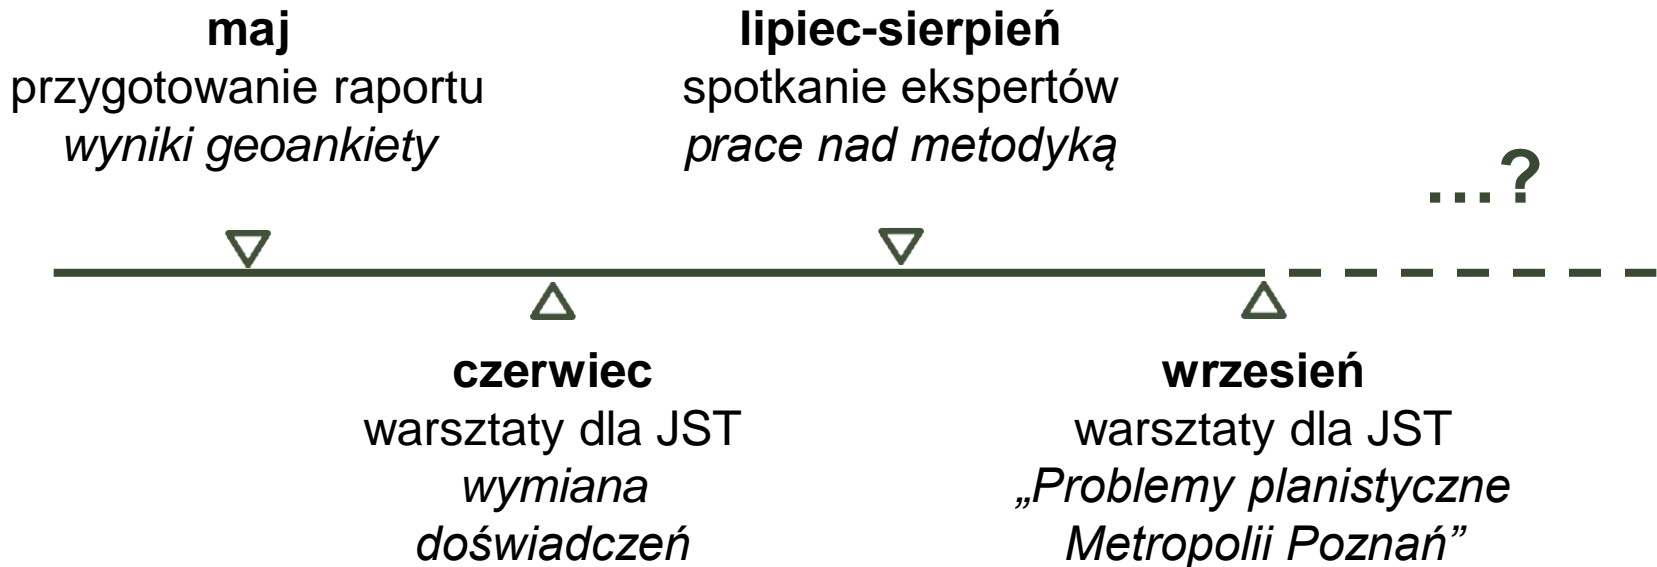 maj
przygotowanie raportu
wyniki geoankiety
lipiec-sierpień
spotkanie ekspertów
prace nad metodyką
...?
czerwiec
warsztaty dla JST
wymiana
doświadczeń
wrzesień
warsztaty dla JST
„Problemy planistyczne
Metropolii Poznań”